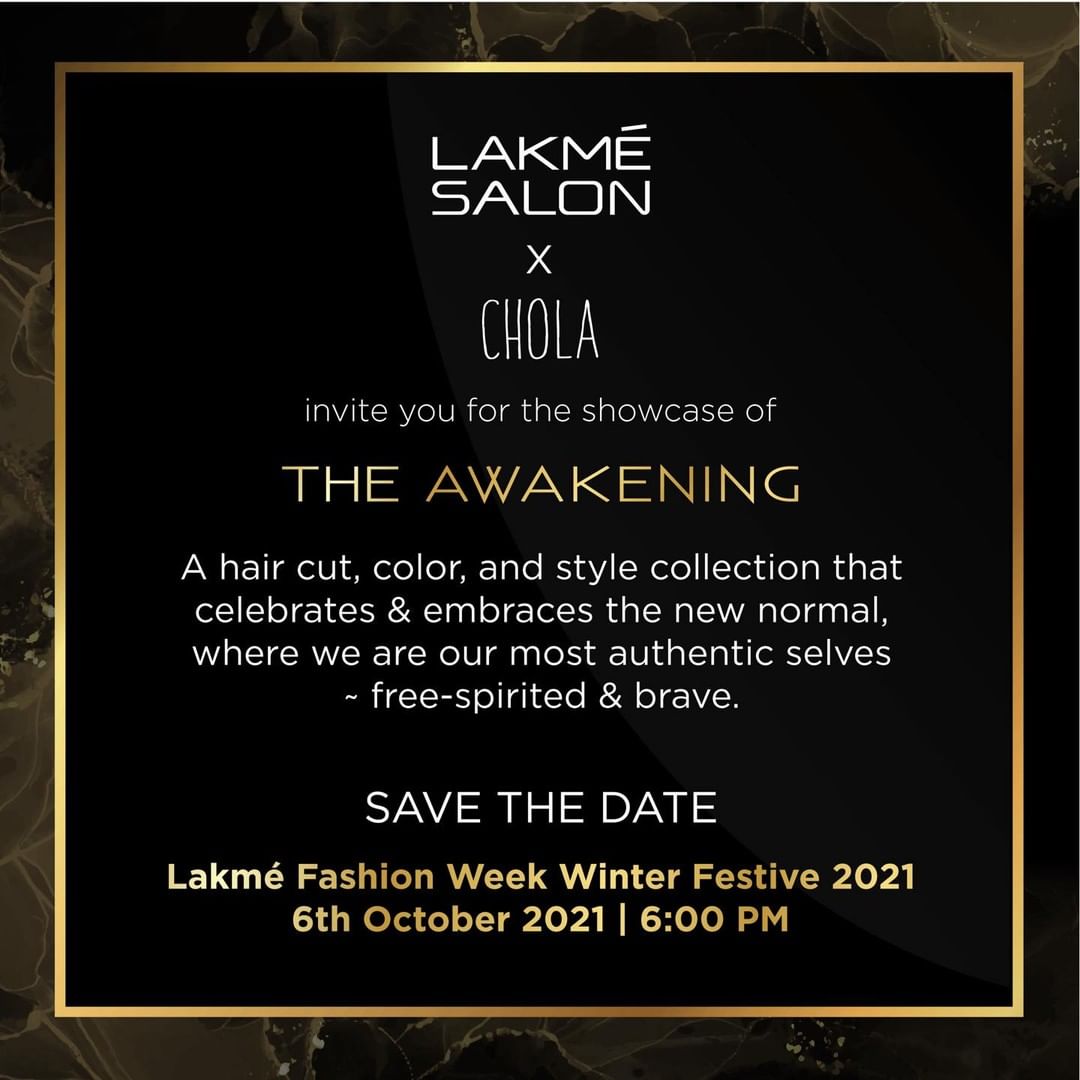 LAKMÉ
SALON
X
CHOLA
invite you for the showcase of
THE AWAKENING
A hair cut, color, and style collection that
celebrates & embraces the new normal,
where we are our most authentic selves
~ free-spirited & brave.
SAVE THE DATE
Lakmé Fashion Week Winter Festive 2021
6th October 2021 | 6:00 PM